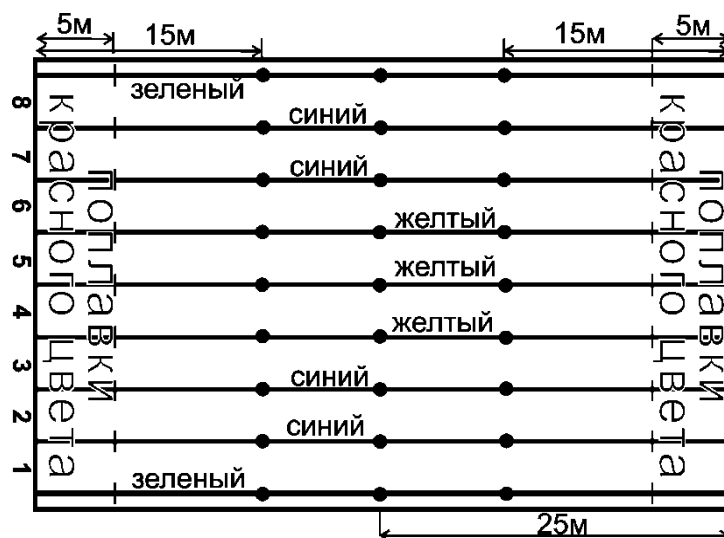 5м
15м
15м
5м
зеленый
8
синий
7
синий
6
желтый
5
желтый
4
желтый
3
синий
2
синий
1
зеленый
Поплавки
красного цвета
Поплавки
красного цвета
25м